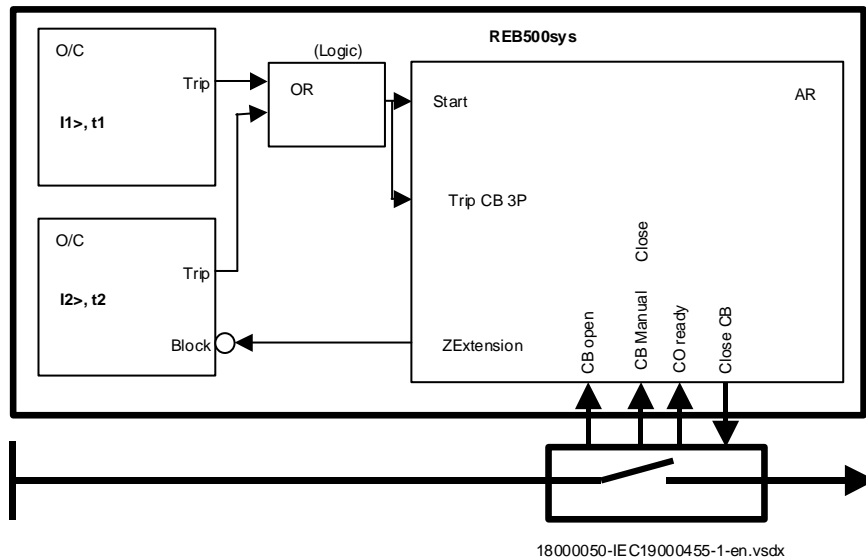 REB500sys
O/C
Trip
I1>, t1
(Logic)
OR
Start
AR
Trip CB 3P
O/C
Trip
I2>, t2
Block
ZExtension
CB open
CB Manual Close
CO ready
Close CB
18000050-IEC19000455-1-en.vsdx